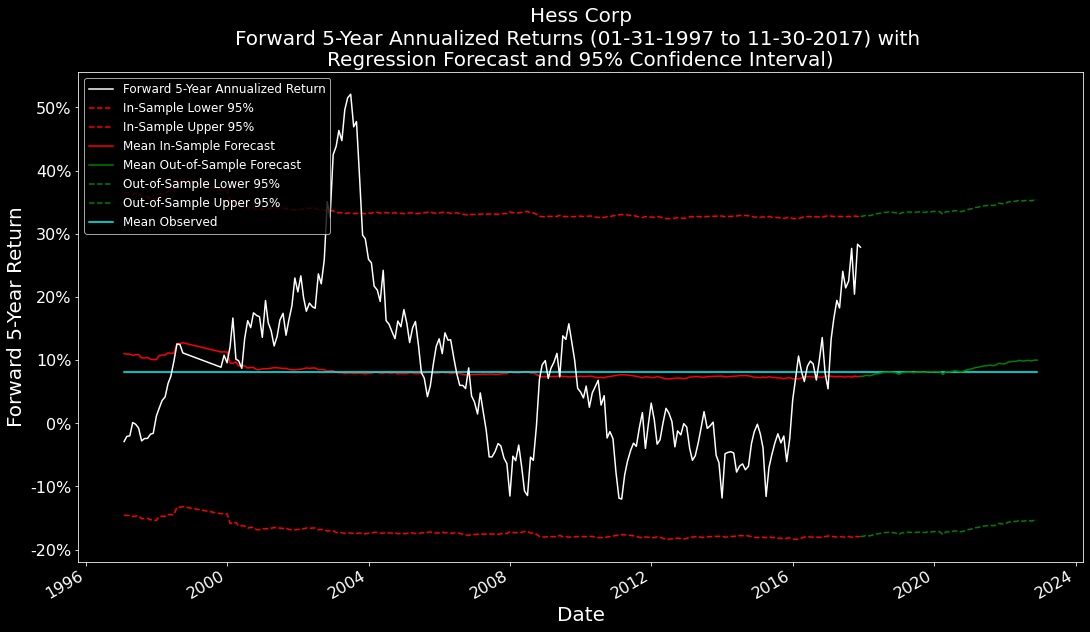 Hess Corp
Forward 5-Year Annualized Returns (01-31-1997 to 11-30-2017) with
Regression Forecast and 95% Confidence Interval)
Forward 5-Year Annualized Return
In-Sample Lower 95%
In-Sample Upper 95%
Mean In-Sample Forecast
Mean Out-of-Sample Forecast
Out-of-Sample Lower 95%
Out-of-Sample Upper 95%
Mean Observed
Forward 5-Year Return
50%
40%
30%
20%
10%
0%
-10%
-20%
1996
2000
2004
2008
2012
2016
2020
2024
Date